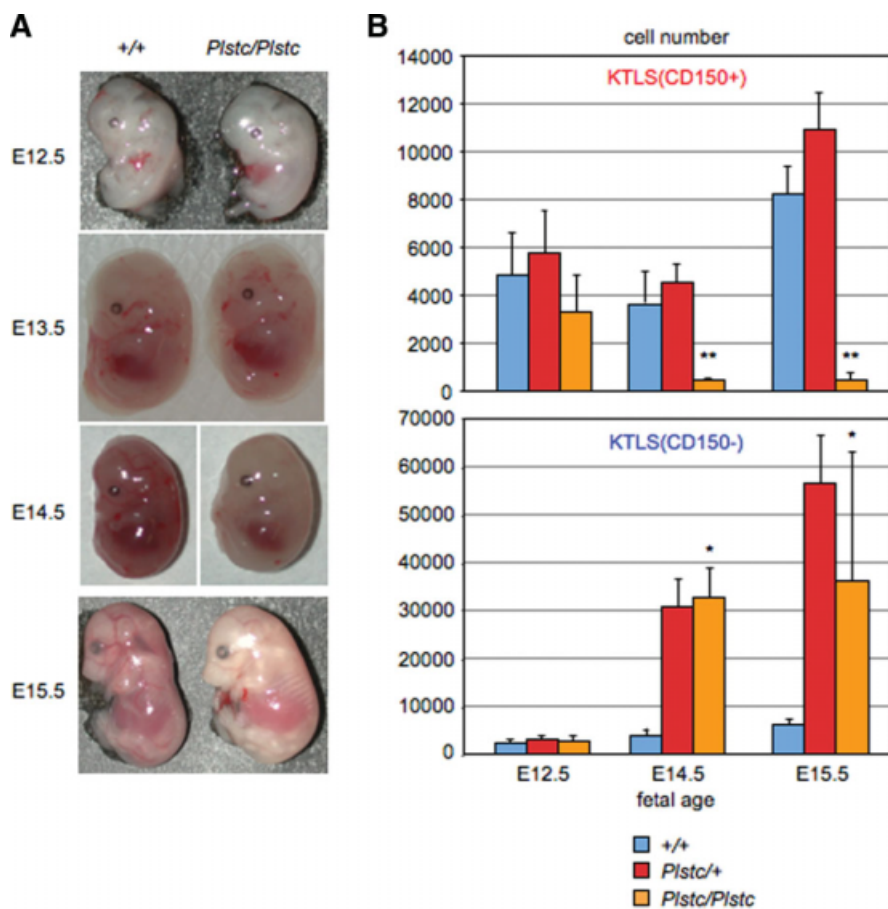 A
+/+ Plstc/Plstc
E12.5
E13.5
E14.5
E15.5
B
cell number
KTLS(CD150+)
14000
12000
10000
8000
6000
4000
2000
0
**
**
KTLS(CD150-)
70000
60000
50000
40000
30000
20000
10000
0
*
*
E12.5 E14.5 E15.5
fetal age
+/+
Plstc/+
Plstc/Plstc